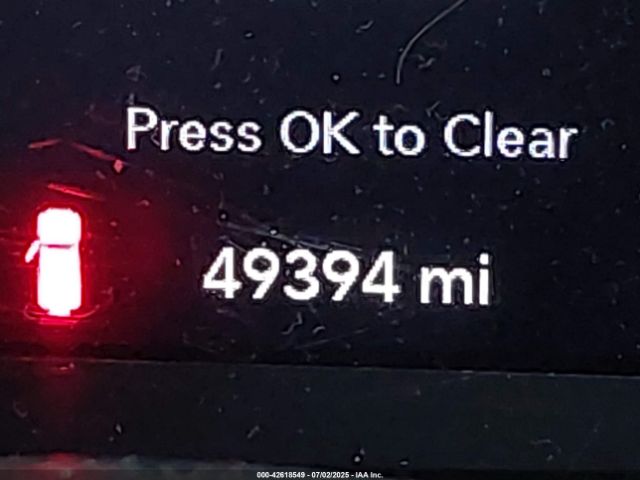 Press OK to Clear
49394 mi
000-42618549 - 07/02/2025 - IAA Inc.